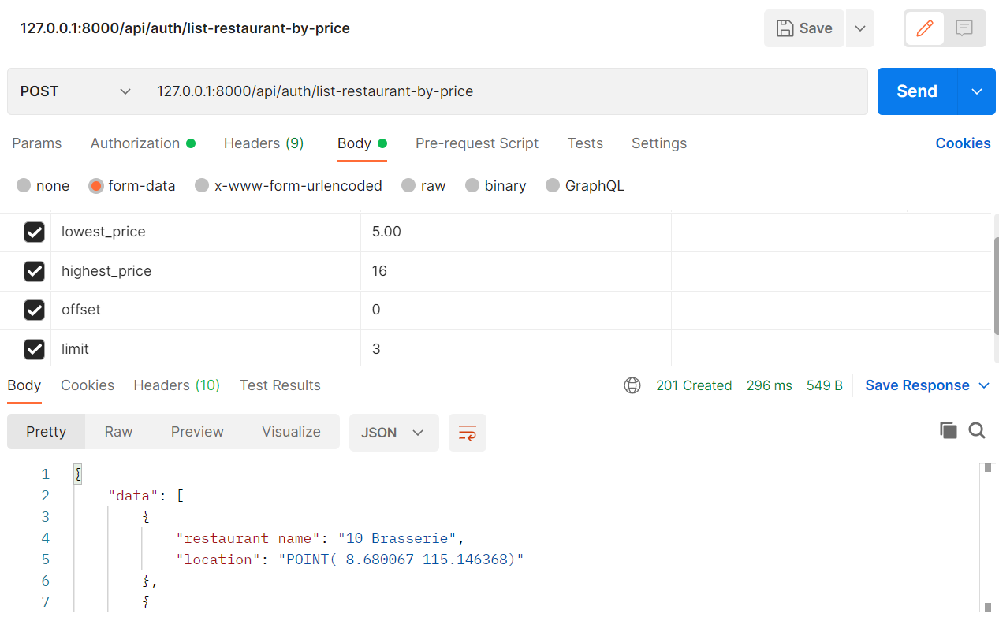 127.0.0.1:8000/api/auth/list-restaurant-by-price Save
POST 127.0.0.1:8000/api/auth/list-restaurant-by-price Send
Params Authorization Headers (9) Body Pre-request Script Tests Settings Cookies
none form-data x-www-form-urlencoded raw binary GraphQL
lowest_price 5.00
highest_price 16
offset 0
limit 3
Body Cookies Headers (10) Test Results 201 Created 296 ms 549 B Save Response
Pretty Raw Preview Visualize JSON
1 {
2 "data": [
3 {
4 "restaurant_name": "10 Brasserie",
5 "location": "POINT(-8.680067 115.146368)"
6 },
7 {